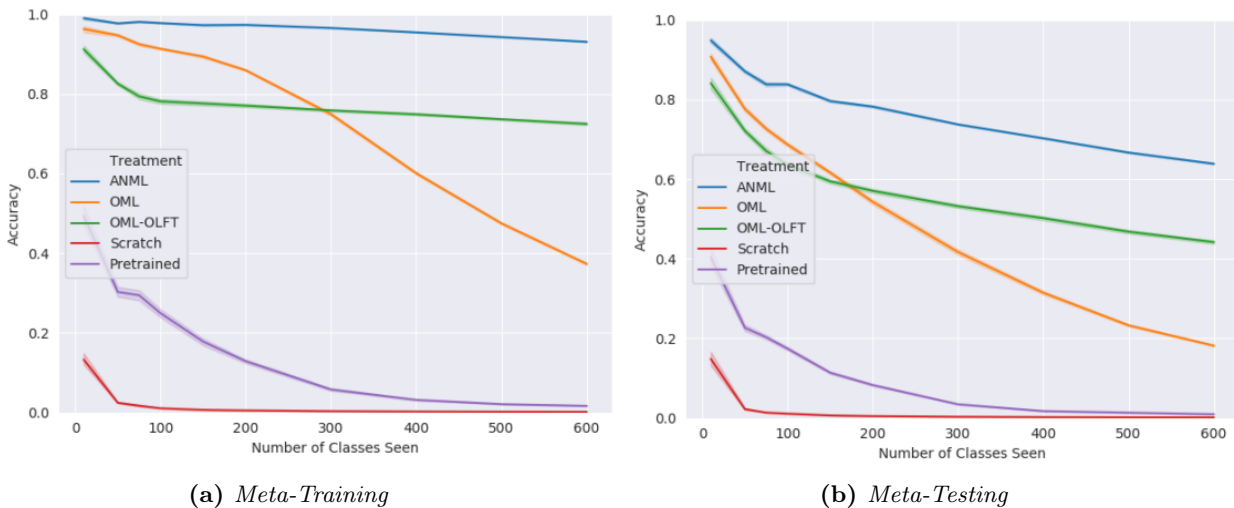 1.0
0.8
0.6
0.4
0.2
0.0
Accuracy
Treatment
ANML
OML
OML-OLFT
Scratch
Pretrained
0 100 200 300 400 500 600
Number of Classes Seen
(a) Meta-Training
1.0
0.8
0.6
0.4
0.2
0.0
Accuracy
Treatment
ANML
OML
OML-OLFT
Scratch
Pretrained
0 100 200 300 400 500 600
Number of Classes Seen
(b) Meta-Testing